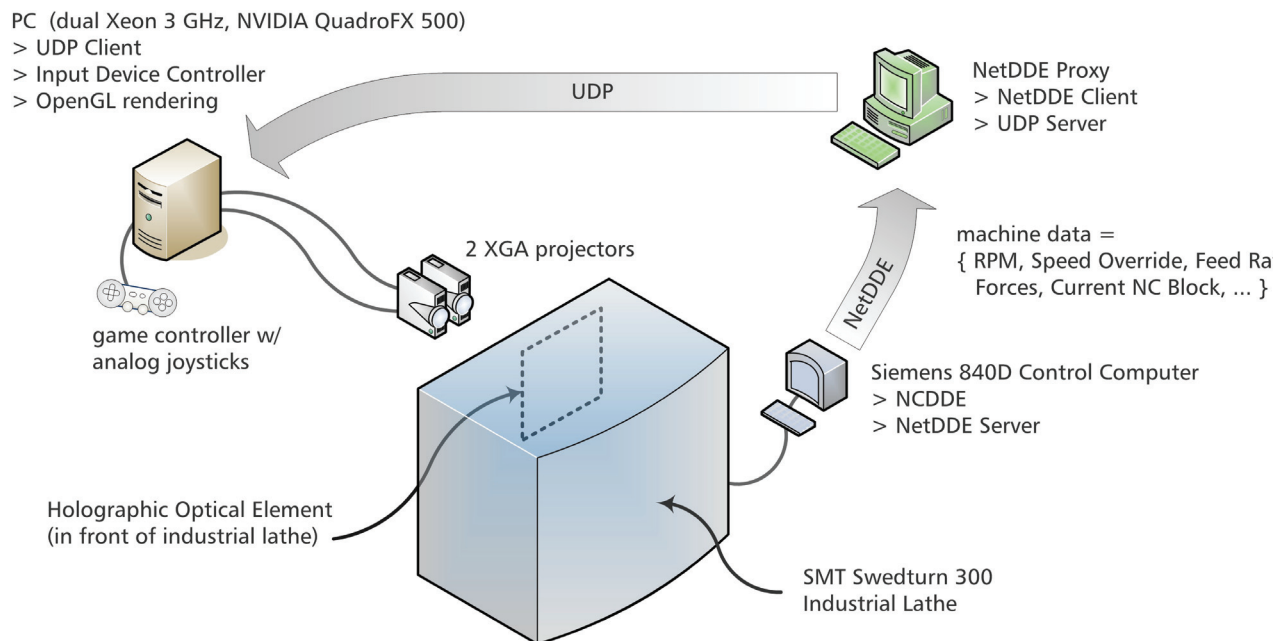 PC (dual Xeon 3 GHz, NVIDIA QuadroFX 500)
> UDP Client
> Input Device Controller
> OpenGL rendering
UDP
NetDDE Proxy
> NetDDE Client
> UDP Server
2 XGA projectors
NetDDE
machine data =
{ RPM, Speed Override, Feed Ra
Forces, Current NC Block, ... }
game controller w/
analog joysticks
Siemens 840D Control Computer
> NCDDE
> NetDDE Server
Holographic Optical Element
(in front of industrial lathe)
SMT Swedturn 300
Industrial Lathe